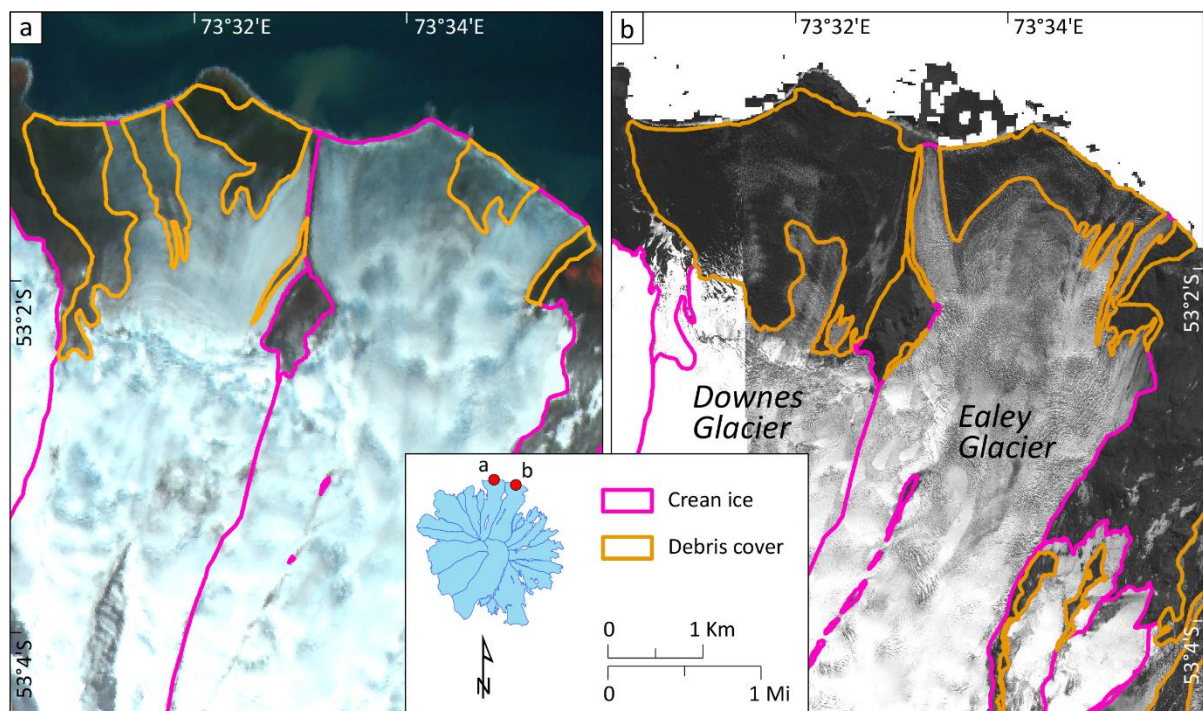 a
73°32'E
73°34'E
b
73°32'E
73°34'E
53°2'S
53°2'S
Downes
Glacier
Ealey
Glacier
a
b
Crean ice
Debris cover
N
0
1 Km
0
1 Mi
53°4'S
53°4'S